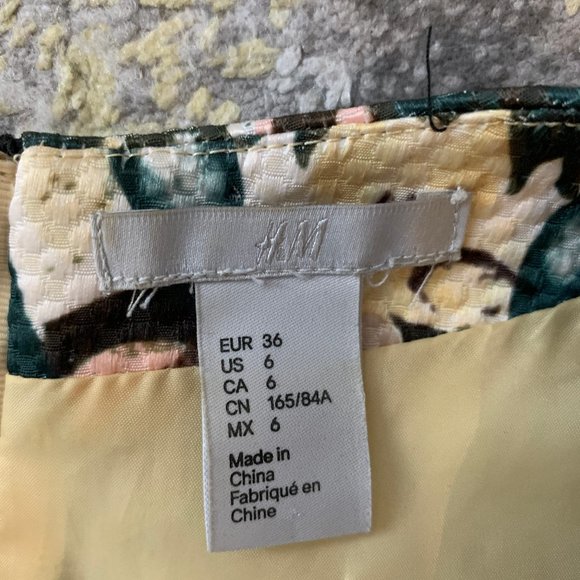 H&M
EUR 36
US 6
CA 6
CN 165/84A
MX 6
Made in
China
Fabriqué en
Chine